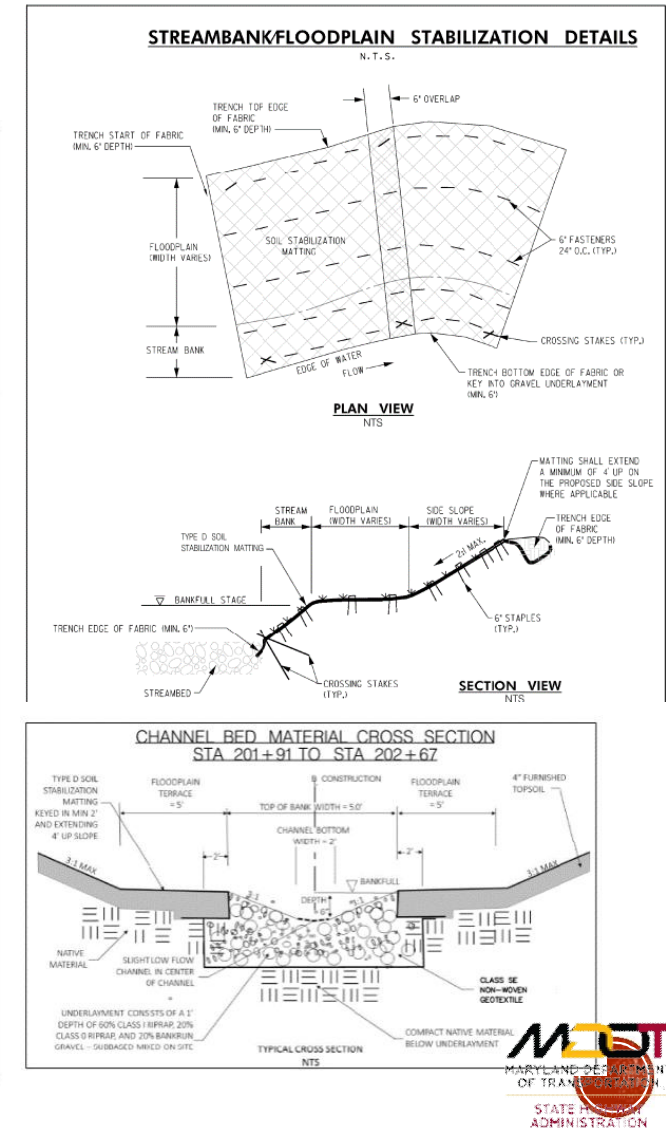 STREAMBANK/FLOODPLAIN STABILIZATION DETAILS
N.T.S.
6" OVERLAP
TRENCH TOP EDGE
OF FABRIC
(MIN. 6" DEPTH)
TRENCH START OF FABRIC
(MIN. 6" DEPTH)
FLOODPLAIN
(WIDTH VARIES)
SOIL STABILIZATION
MATTING
6" FASTENERS
24" O.C. (TYP.)
STREAM BANK
CROSSING STAKES (TYP.)
EDGE OF WATER
FLOW
TRENCH BOTTOM EDGE OF FABRIC OR
KEY INTO GRAVEL UNDERLAYMENT
(MIN. 6")
PLAN VIEW
NTS
MATTING SHALL EXTEND
A MINIMUM OF 4' UP ON
THE PROPOSED SIDE SLOPE
WHERE APPLICABLE
STREAM
BANK
FLOODPLAIN
(WIDTH VARIES)
SIDE SLOPE
(WIDTH VARIES)
TRENCH EDGE
OF FABRIC
(MIN. 6" DEPTH)
TYPE D SOIL
STABILIZATION MATTING
2:1 MAX.
BANKFULL STAGE
6" STAPLES
(TYP.)
TRENCH EDGE OF FABRIC (MIN. 6")
CROSSING STAKES
(TYP.)
STREAMBED
SECTION VIEW
NTS
CHANNEL BED MATERIAL CROSS SECTION
STA 201+91 TO STA 202+67
TYPE D SOIL
STABILIZATION
MATTING
KEYED IN MIN 2'
AND EXTENDING
4' UP SLOPE
FLOODPLAIN
TERRACE
= 5'
CONSTRUCTION
FLOODPLAIN
TERRACE
= 5'
4" FURNISHED
TOPSOIL
TOP OF BANK WIDTH = 5.0'
CHANNEL BOTTOM
WIDTH = 2'
2'
2'
3:1 MAX
3:1 MAX
BANKFULL
3:1
DEPTH
6"
3:1
NATIVE
MATERIAL
SLIGHT LOW FLOW
CHANNEL IN CENTER
OF CHANNEL
CLASS SE
NON-WOVEN
GEOTEXTILE
UNDERLAYMENT CONSISTS OF A 1'
DEPTH OF 60% CLASS I RIPRAP, 20%
CLASS 0 RIPRAP, AND 20% BANKRUN
GRAVEL - MIXED ON SITE
COMPACT NATIVE MATERIAL
BELOW UNDERLAYMENT
TYPICAL CROSS SECTION
NTS
MDOT
MARYLAND DEPARTMENT
OF TRANSPORTATION
STATE HIGHWAY
ADMINISTRATION